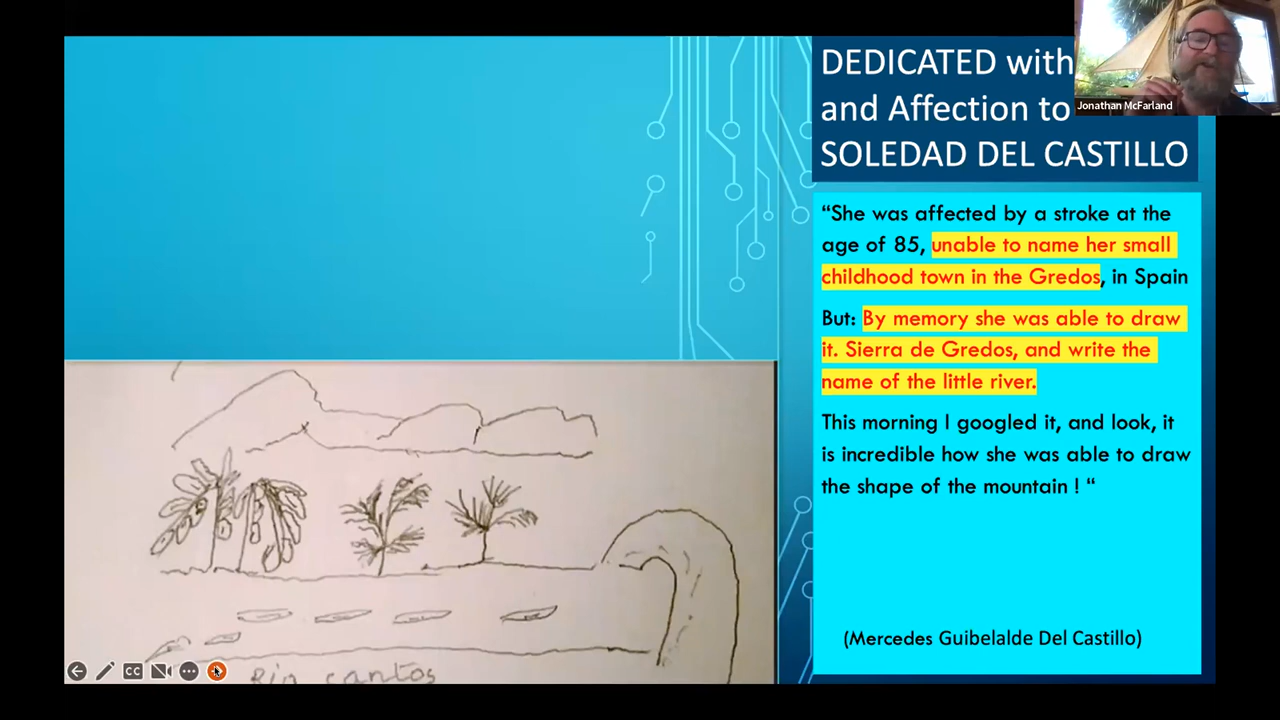 Jonathan McFarland
DEDICATED with
and Affection to
SOLEDAD DEL CASTILLO
“She was affected by a stroke at the
age of 85, unable to name her small
childhood town in the Gredos, in Spain
But: By memory she was able to draw
it. Sierra de Gredos, and write the
name of the little river.
This morning I googled it, and look, it
is incredible how she was able to draw
the shape of the mountain ! “
(Mercedes Guibelalde Del Castillo)
CC
Rio cantos